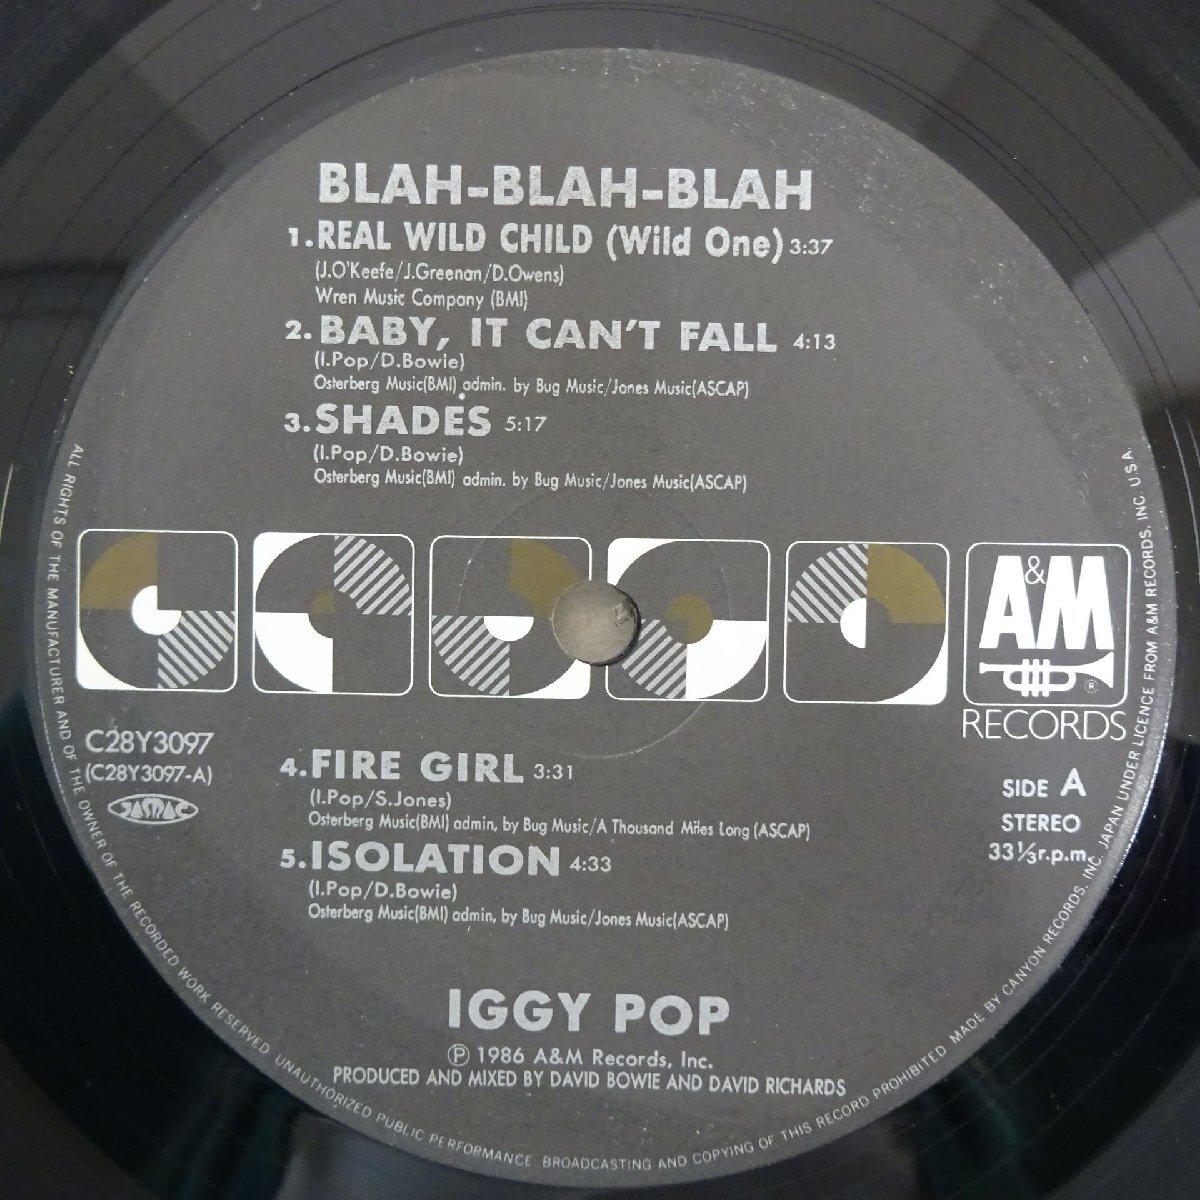 BLAH-BLAH-BLAH
1. REAL WILD CHILD (Wild One) 3:37
(J.O'Keefe/J.Greenan/D.Owens)
Wren Music Company (BMI)
2. BABY, IT CAN'T FALL 4:13
(I.Pop/D.Bowie)
Osterberg Music(BMI) admin. by Bug Music/Jones Music(ASCAP)
3. SHADES 5:17
(I.Pop/D.Bowie)
Osterberg Music(BMI) admin. by Bug Music/Jones Music(ASCAP)
A&M
®
RECORDS
C28Y3097
(C28Y3097-A)
JASRAC
4. FIRE GIRL 3:31
(I.Pop/S.Jones)
Osterberg Music(BMI) admin, by Bug Music/A Thousand Miles Long (ASCAP)
5. ISOLATION 4:33
(I.Pop/D.Bowie)
Osterberg Music(BMI) admin, by Bug Music/Jones Music(ASCAP)
SIDE A
STEREO
33⅓r.p.m.
IGGY POP
℗ 1986 A&M Records, Inc.
PRODUCED AND MIXED BY DAVID BOWIE AND DAVID RICHARDS
ALL RIGHTS OF THE MANUFACTURER AND OF THE OWNER OF THE RECORDED WORK RESERVED. UNAUTHORIZED PUBLIC PERFORMANCE. BROADCASTING AND COPYING OF THIS RECORD PROHIBITED MADE BY CANYON RECORDS, INC. JAPAN UNDER LICENCE FROM A&M RECORDS, INC. U.S.A.